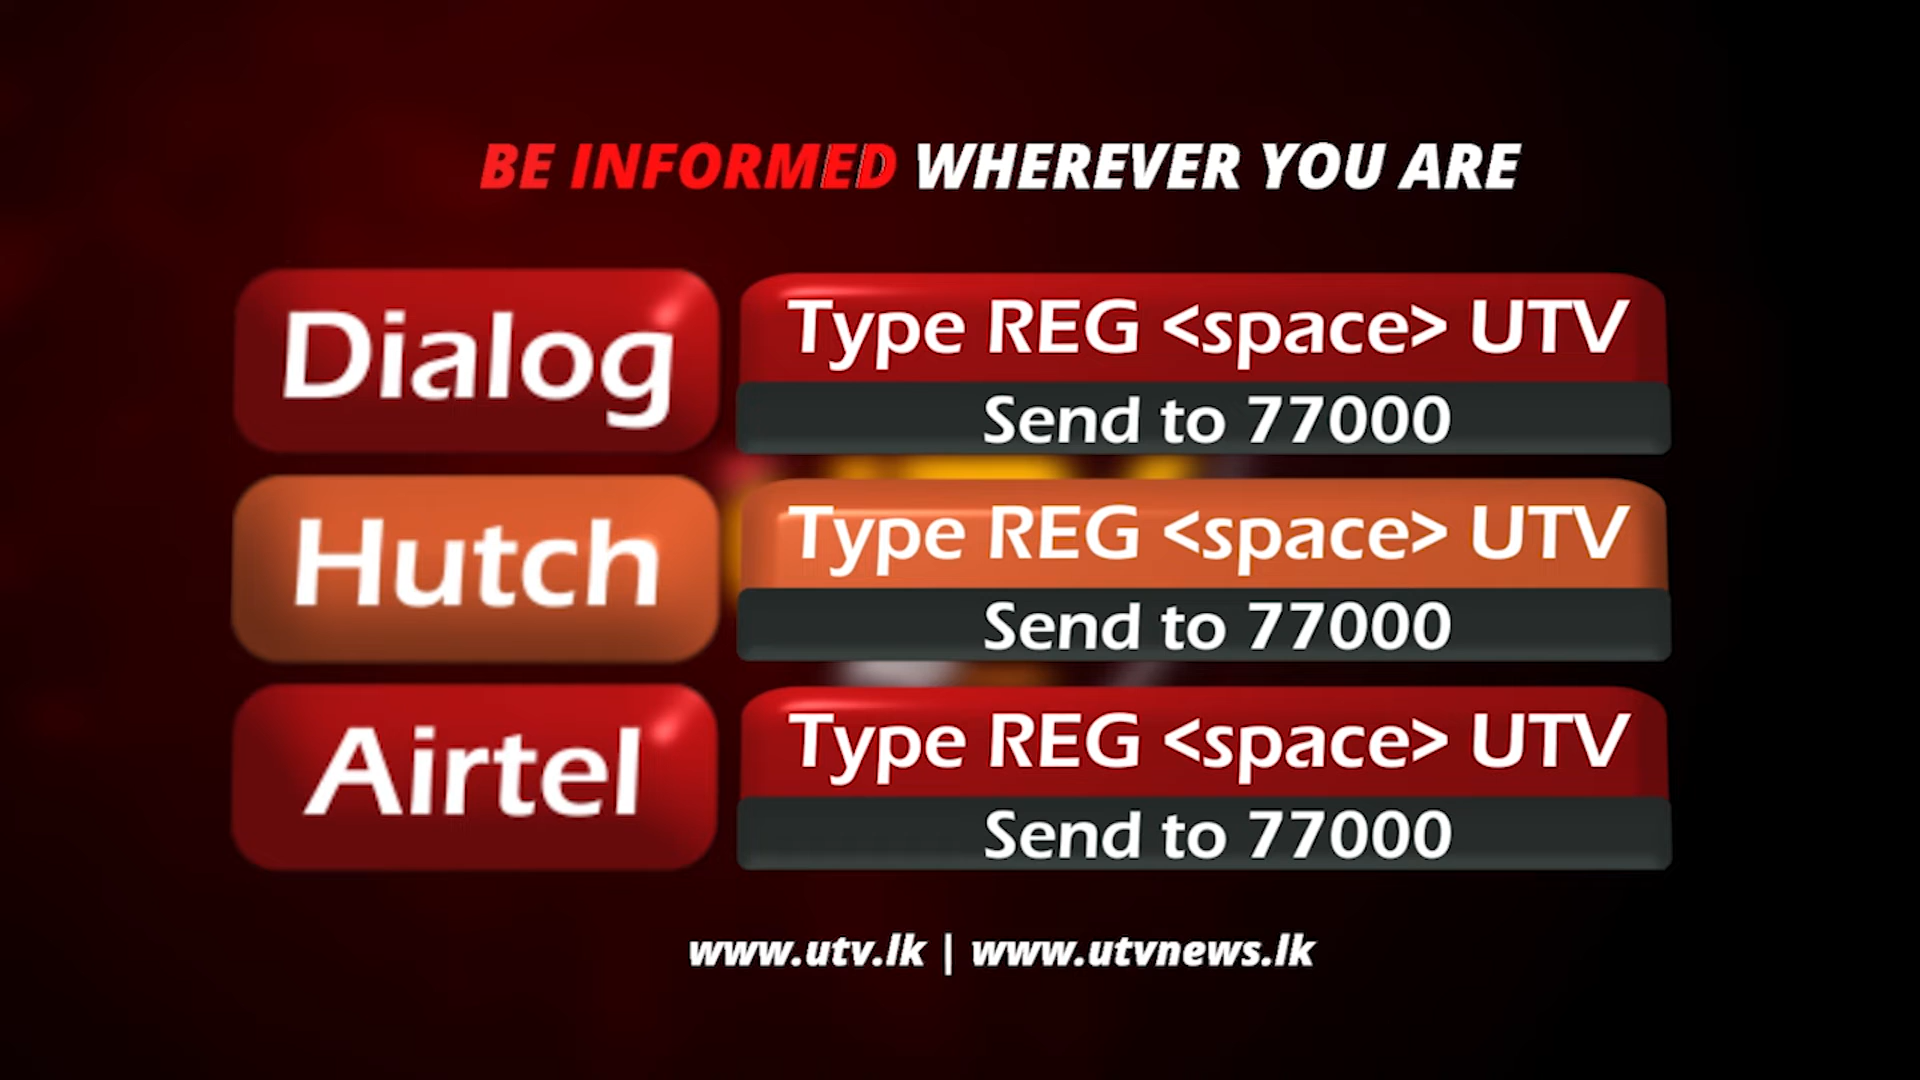 BE INFORMED WHEREVER YOU ARE
Dialog
Type REG <space> UTV
Send to 77000
Hutch
Type REG <space> UTV
Send to 77000
Airtel
Type REG <space> UTV
Send to 77000
www.utv.lk | www.utvnews.lk